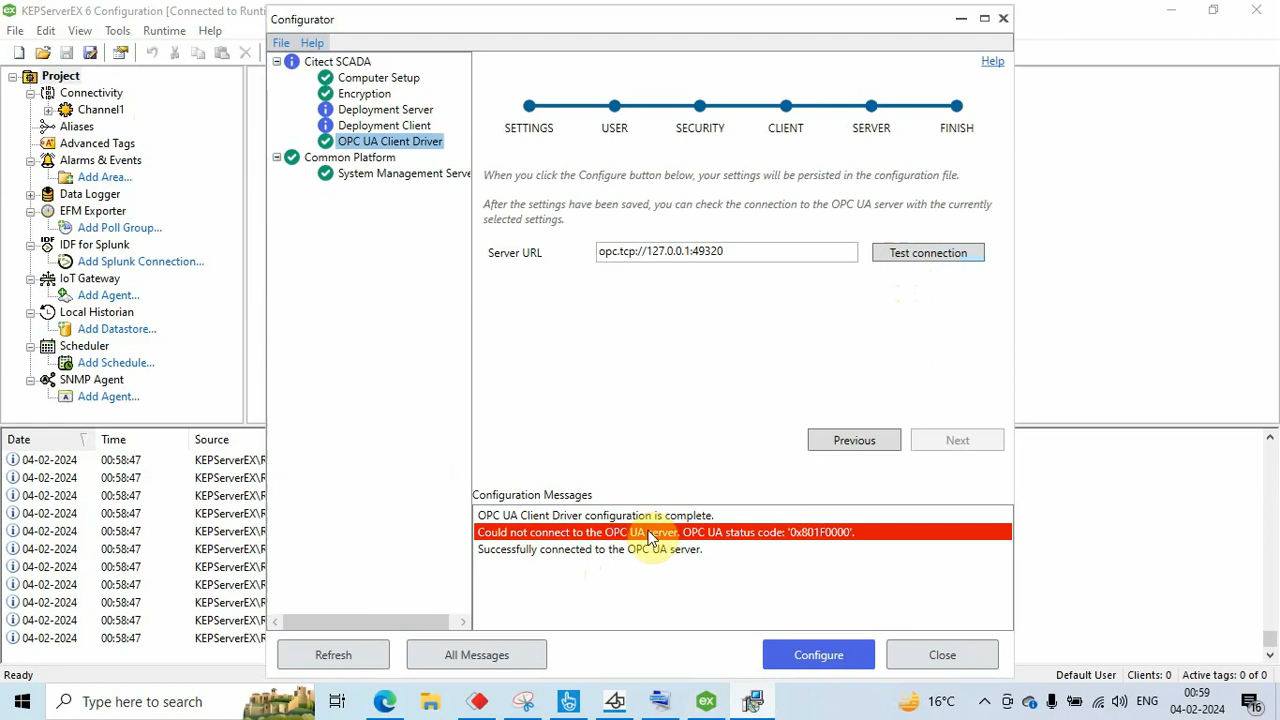 KEPServerEX 6 Configuration [Connected to Runti
File Edit View Tools Runtime Help
Project
Connectivity
Channel1
Aliases
Advanced Tags
Alarms & Events
Add Area...
Data Logger
EFM Exporter
Add Poll Group...
IDF for Splunk
Add Splunk Connection...
IoT Gateway
Add Agent...
Local Historian
Add Datastore...
Scheduler
Add Schedule...
SNMP Agent
Add Agent...
Configurator
File Help
Citect SCADA
Computer Setup
Encryption
Deployment Server
Deployment Client
OPC UA Client Driver
Common Platform
System Management Serve
Help
SETTINGS USER SECURITY CLIENT SERVER FINISH
When you click the Configure button below, your settings will be persisted in the configuration file.
After the settings have been saved, you can check the connection to the OPC UA server with the currently
selected settings.
Server URL opc.tcp://127.0.0.1:49320 Test connection
Previous Next
Configuration Messages
OPC UA Client Driver configuration is complete.
Could not connect to the OPC UA server. OPC UA status code: '0x801F0000'.
Successfully connected to the OPC UA server.
Refresh All Messages Configure Close
Date Time Source
04-02-2024 00:58:47 KEPServerEX\R
04-02-2024 00:58:47 KEPServerEX\R
04-02-2024 00:58:47 KEPServerEX\R
04-02-2024 00:58:47 KEPServerEX\R
04-02-2024 00:58:47 KEPServerEX\R
04-02-2024 00:58:47 KEPServerEX\R
04-02-2024 00:58:47 KEPServerEX\R
04-02-2024 00:58:47 KEPServerEX\R
04-02-2024 00:58:47 KEPServerEX\R
04-02-2024 00:58:47 KEPServerEX\R
04-02-2024 00:58:47 KEPServerEX\R
Ready Default User Clients: 0 Active tags: 0 of 0
Type here to search 16°C ENG 00:59
04-02-2024
16